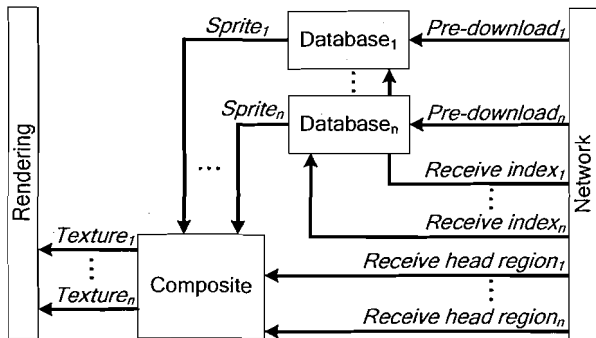 Sprite₁
Database₁
Pre-download₁
Spriteₙ
Databaseₙ
Pre-downloadₙ
Receive index₁
Receive indexₙ
Rendering
Network
Texture₁
Textureₙ
Composite
Receive head region₁
Receive head regionₙ